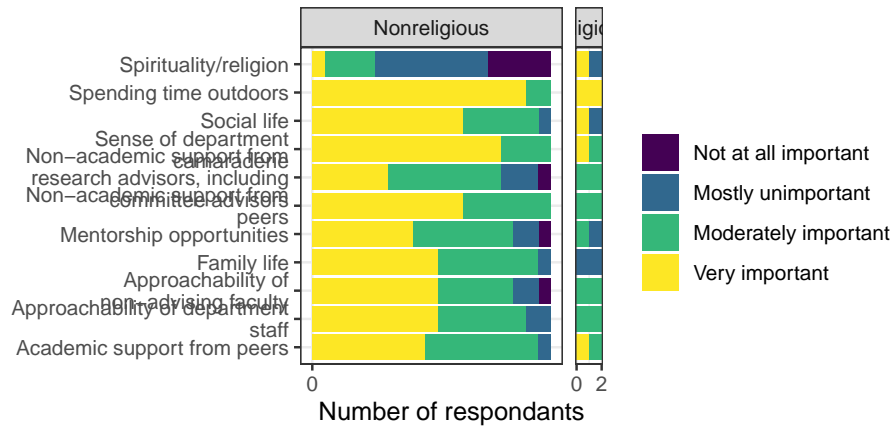 Nonreligious
Spirituality/religion
Spending time outdoors
Social life
Sense of department
camaraderie
Non−academic support from
research advisors, including
committee advisors
Non−academic support from
peers
Mentorship opportunities
Family life
Approachability of
non−advising faculty
Approachability of department
staff
Academic support from peers
0
0 2
Number of respondants
Not at all important
Mostly unimportant
Moderately important
Very important